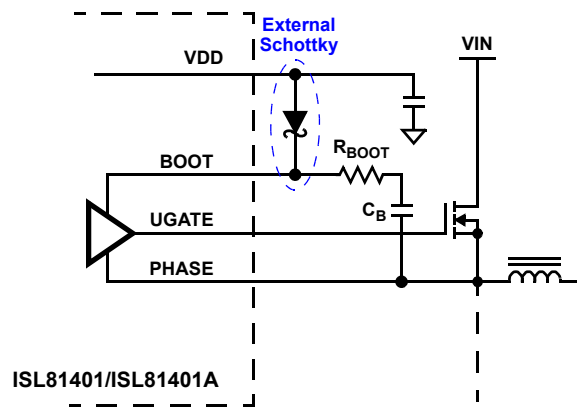 External
Schottky
VDD
VIN
BOOT
RBOOT
CB
UGATE
PHASE
ISL81401/ISL81401A